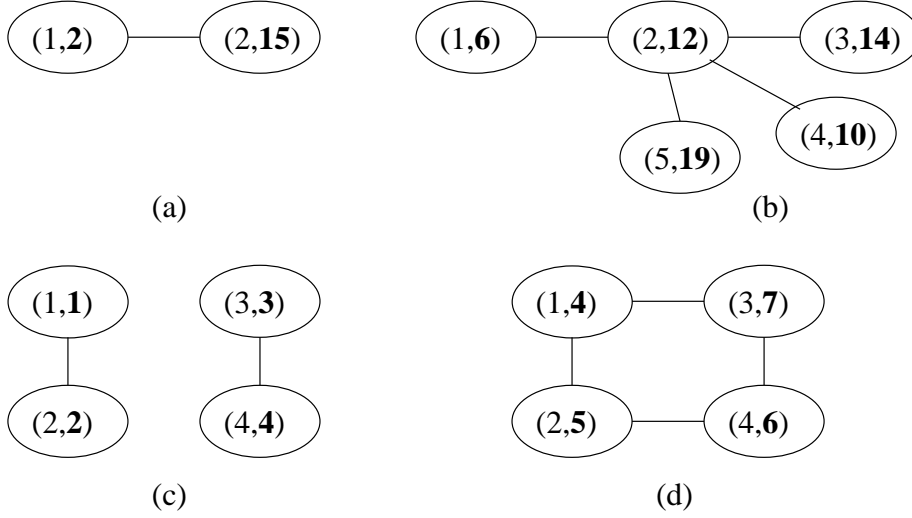 (1,2) (2,15)
(1,6) (2,12) (3,14)
(5,19) (4,10)
(a) (b)
(1,1) (3,3)
(2,2) (4,4)
(1,4) (3,7)
(2,5) (4,6)
(c) (d)